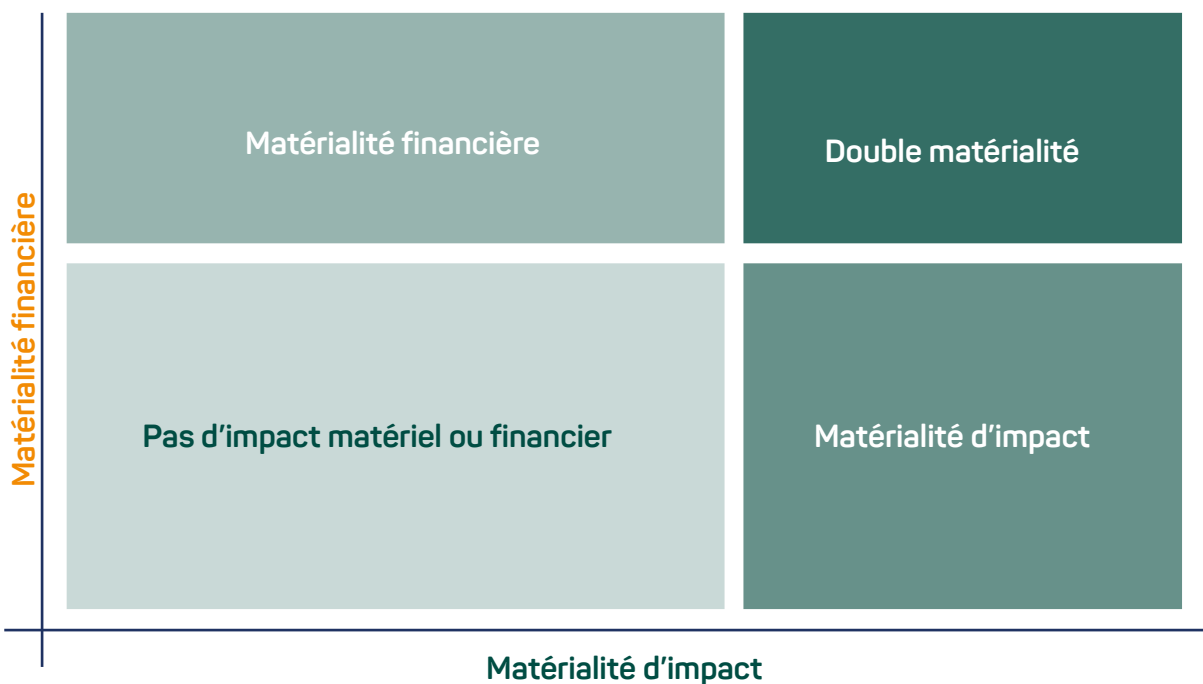 Matérialité financière
Double matérialité
Matérialité financière
Pas d’impact matériel ou financier
Matérialité d’impact
Matérialité d’impact